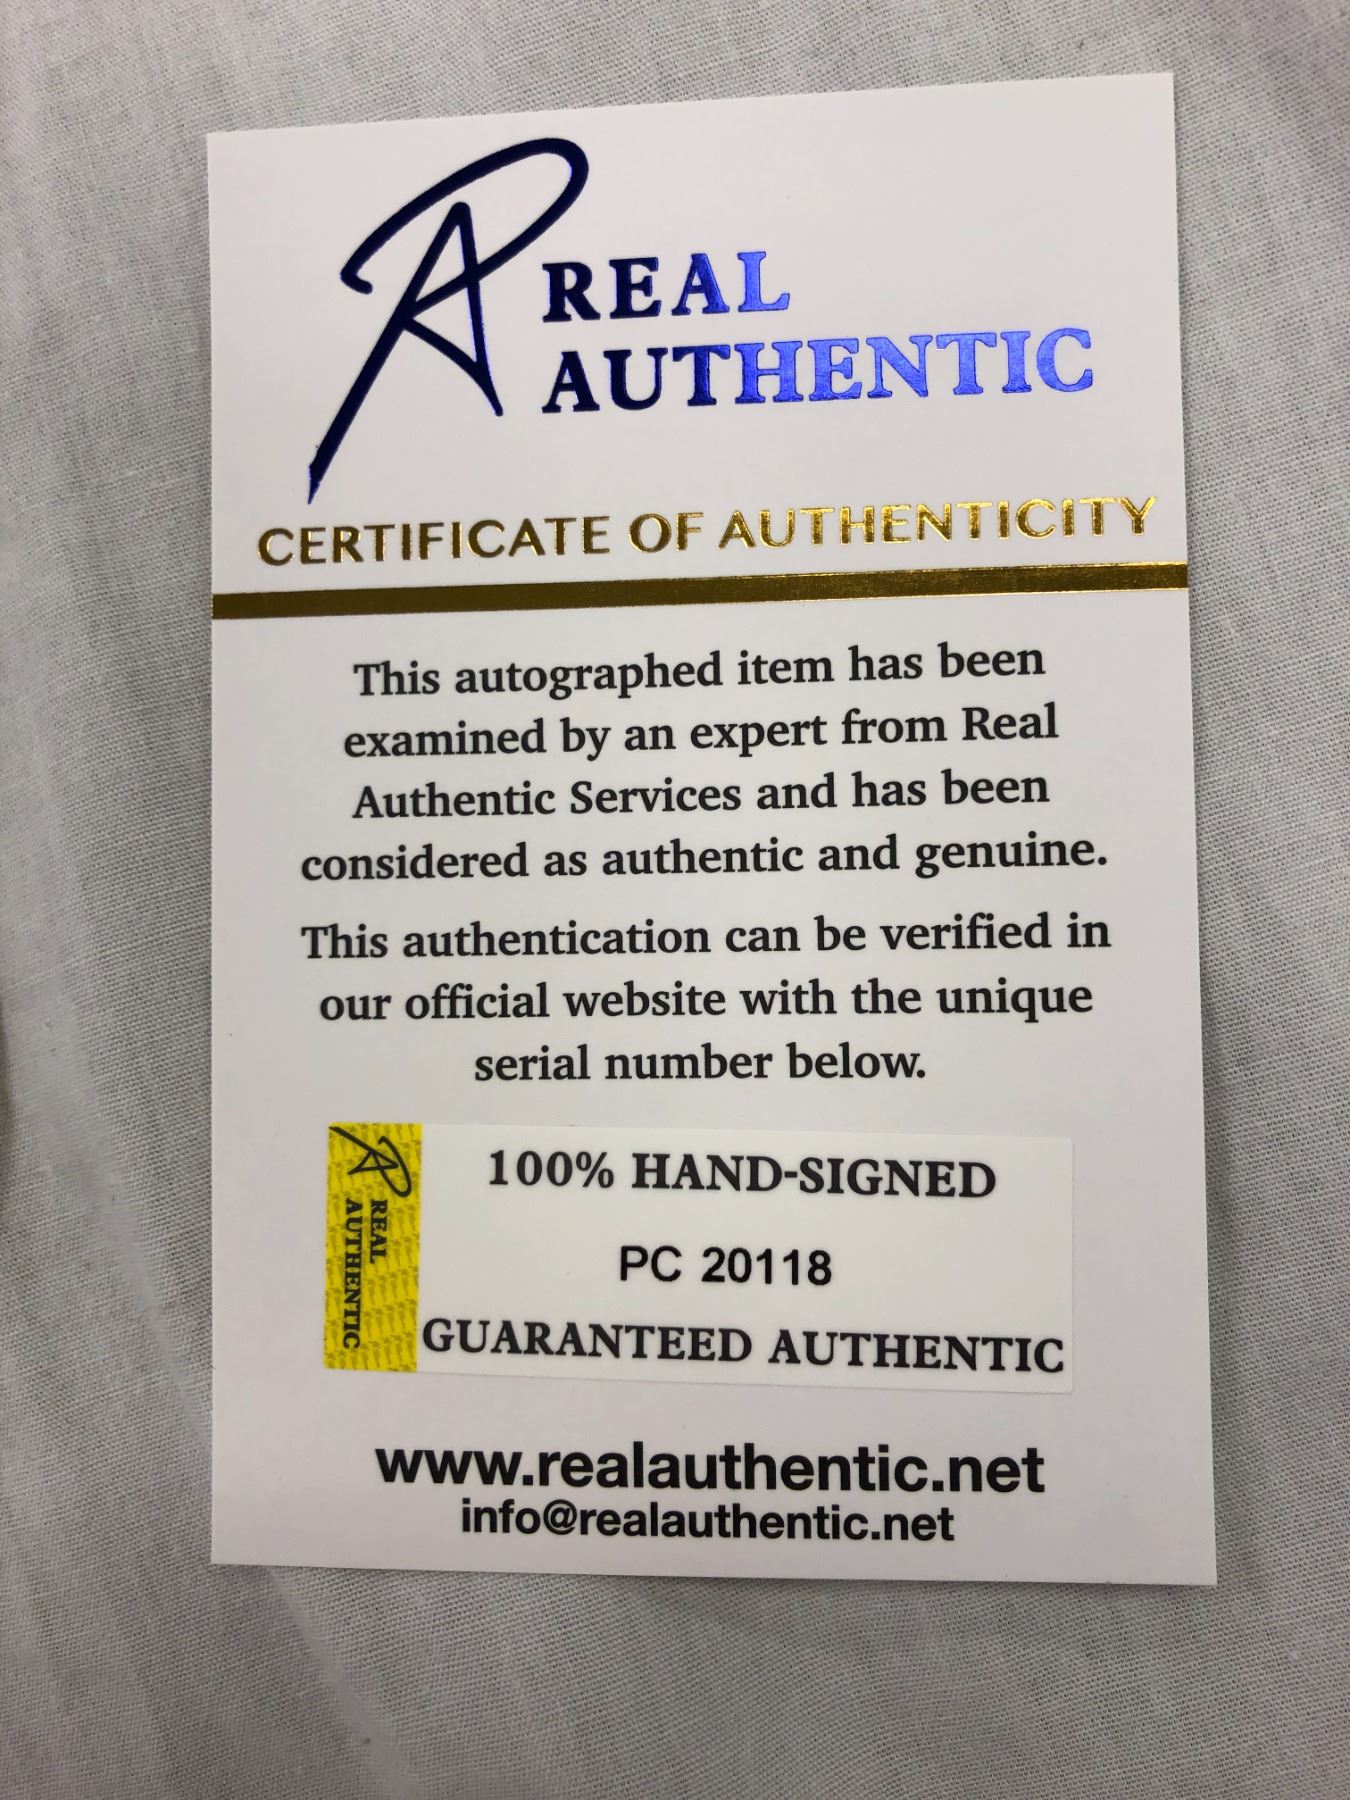 REAL
AUTHENTIC
CERTIFICATE OF AUTHENTICITY
This autographed item has been
examined by an expert from Real
Authentic Services and has been
considered as authentic and genuine.
This authentication can be verified in
our official website with the unique
serial number below.
REAL
AUTHENTIC
100% HAND-SIGNED
PC 20118
GUARANTEED AUTHENTIC
www.realauthentic.net
info@realauthentic.net